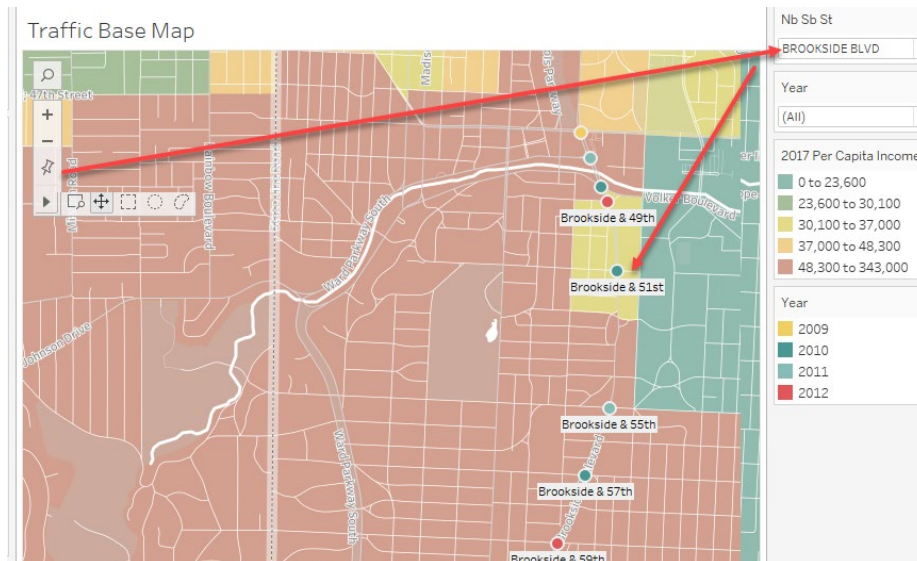 Traffic Base Map
47th Street
Rainbow Boulevard
Ward Parkway South
Volker Boulevard
Brookside & 49th
Brookside & 51st
Johnson Drive
Ward Parkway South
Brookside & 55th
Brookside & 57th
Brookside & 59th
Nb Sb St
BROOKSIDE BLVD
Year
(All)
2017 Per Capita Income
0 to 23,600
23,600 to 30,100
30,100 to 37,000
37,000 to 48,300
48,300 to 343,000
Year
2009
2010
2011
2012